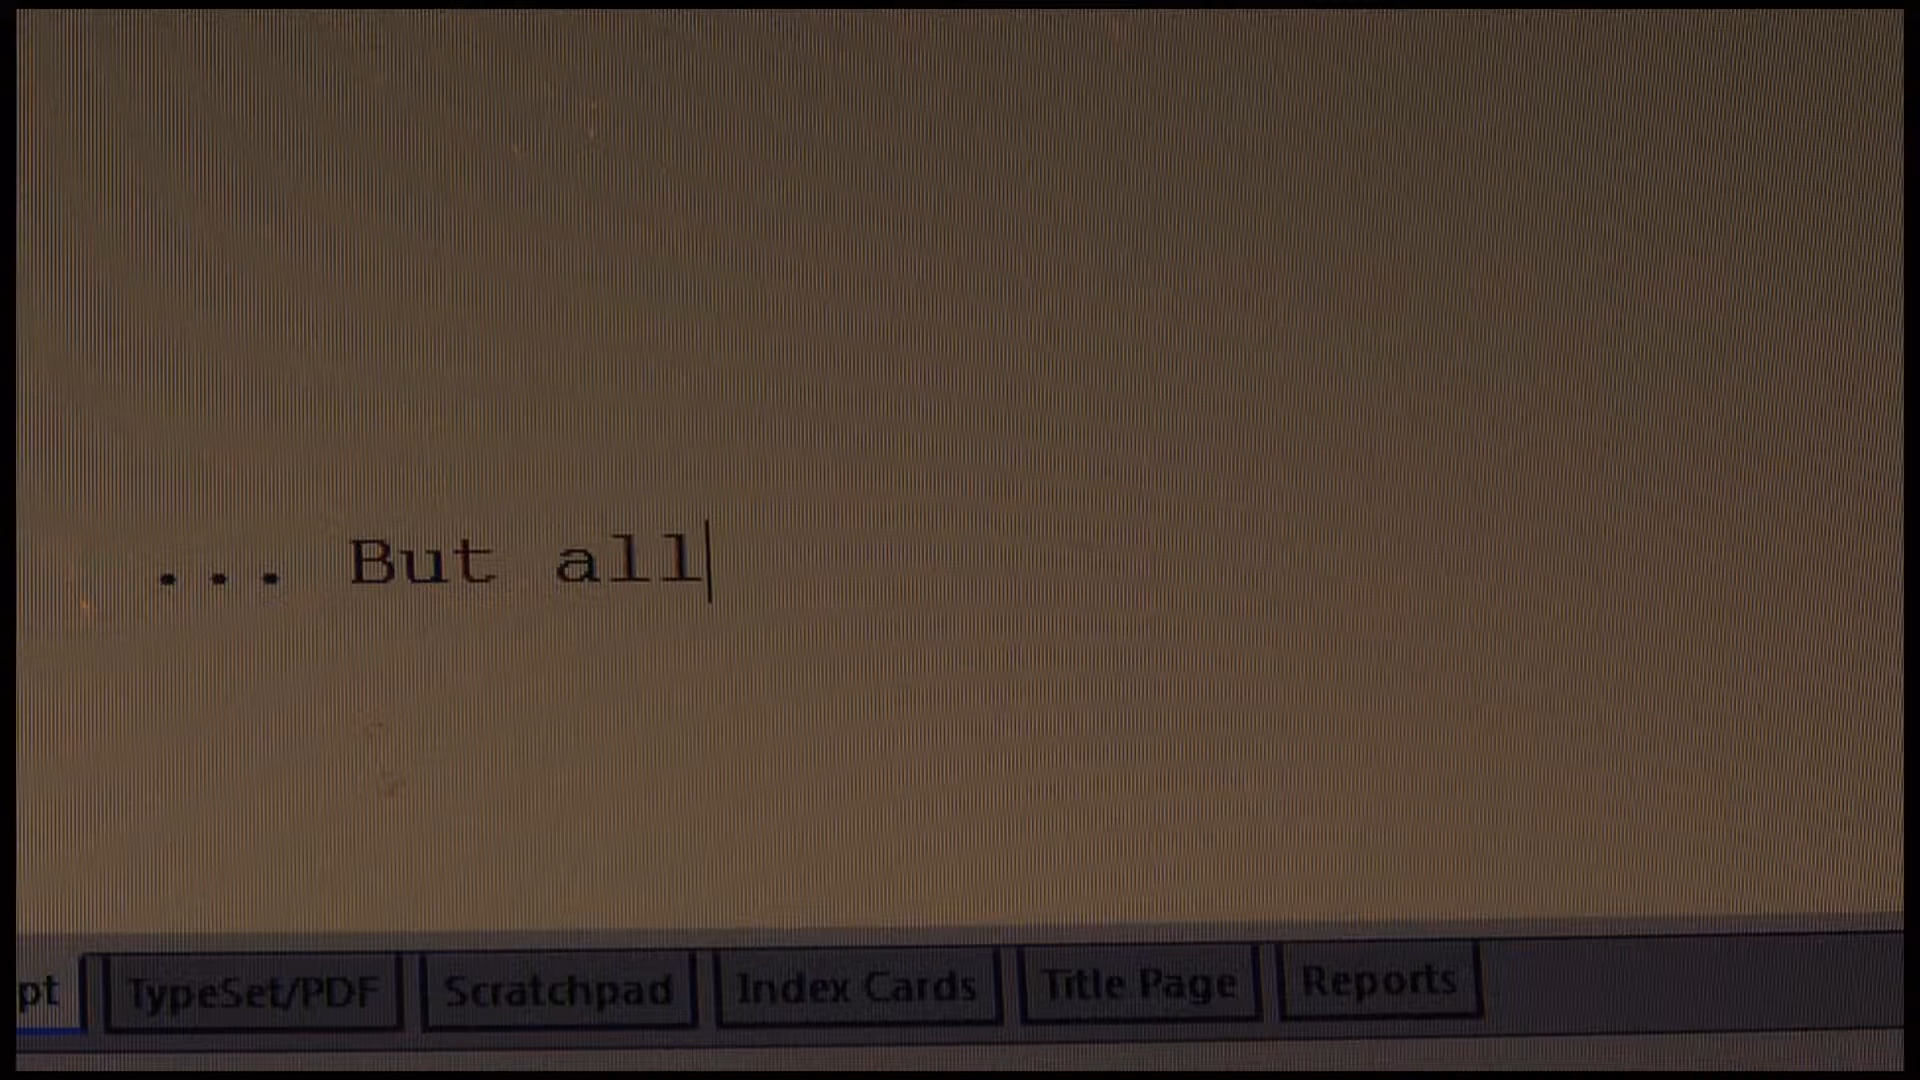 ... But all
pt TypeSet/PDF Scratchpad Index Cards Title Page Reports